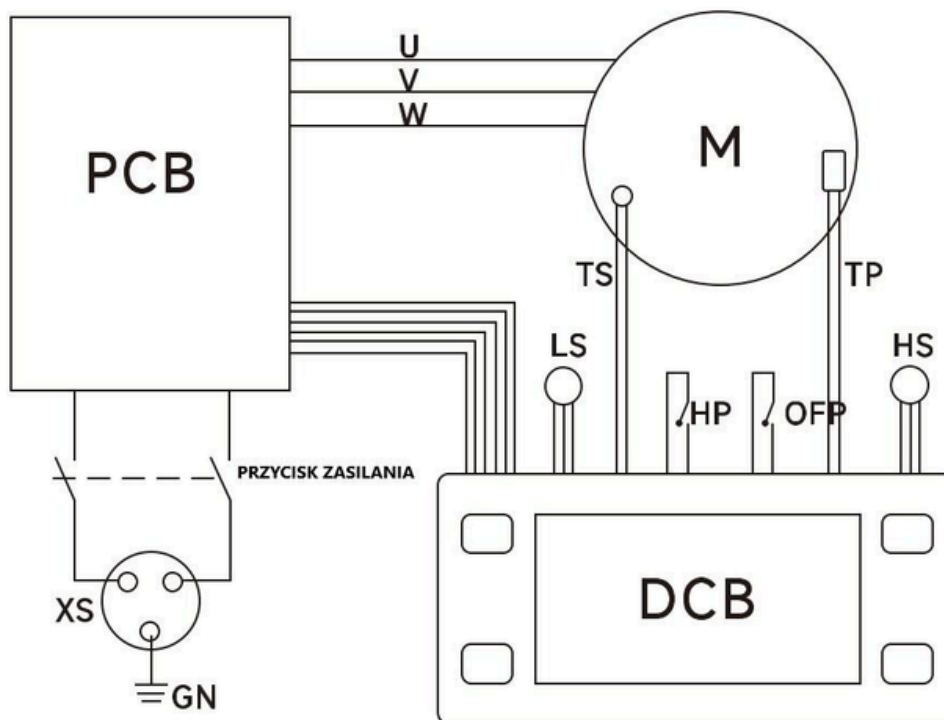 U
V
W
PCB
M
TS
TP
LS
HS
HP
OFP
PRZYCISK ZASILANIA
DCB
XS
GN